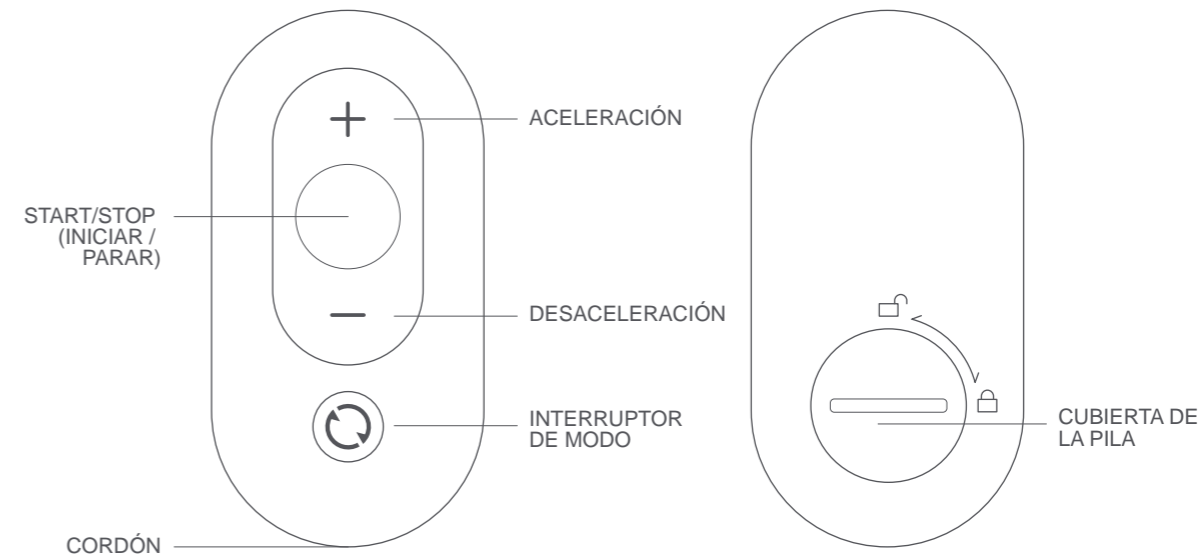 ACELERACIÓN
START/STOP
(INICIAR /
PARAR)
DESACELERACIÓN
INTERRUPTOR
DE MODO
CUBIERTA DE
LA PILA
CORDÓN